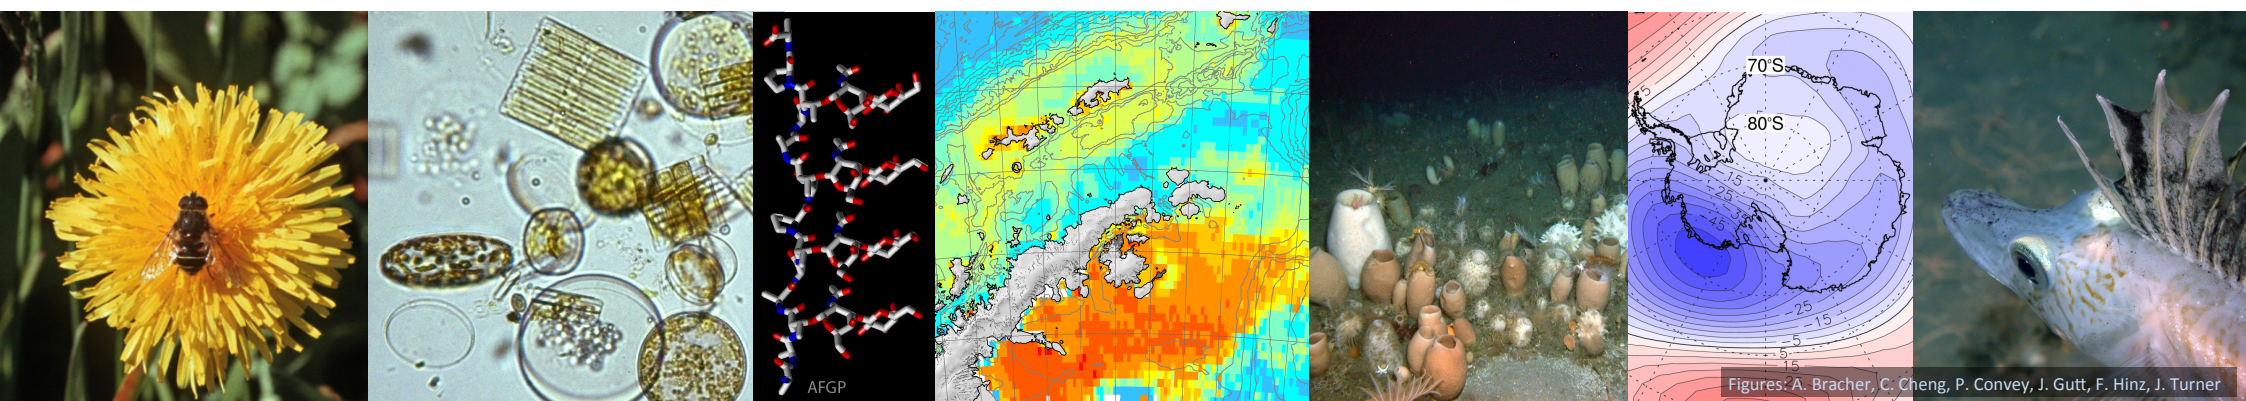 AFGP
70°S
80°S
-15
-25
-45
-25
-15
-5
5
15
Figures: A. Bracher, C. Cheng, P. Convey, J. Gutt, F. Hinz, J. Turner